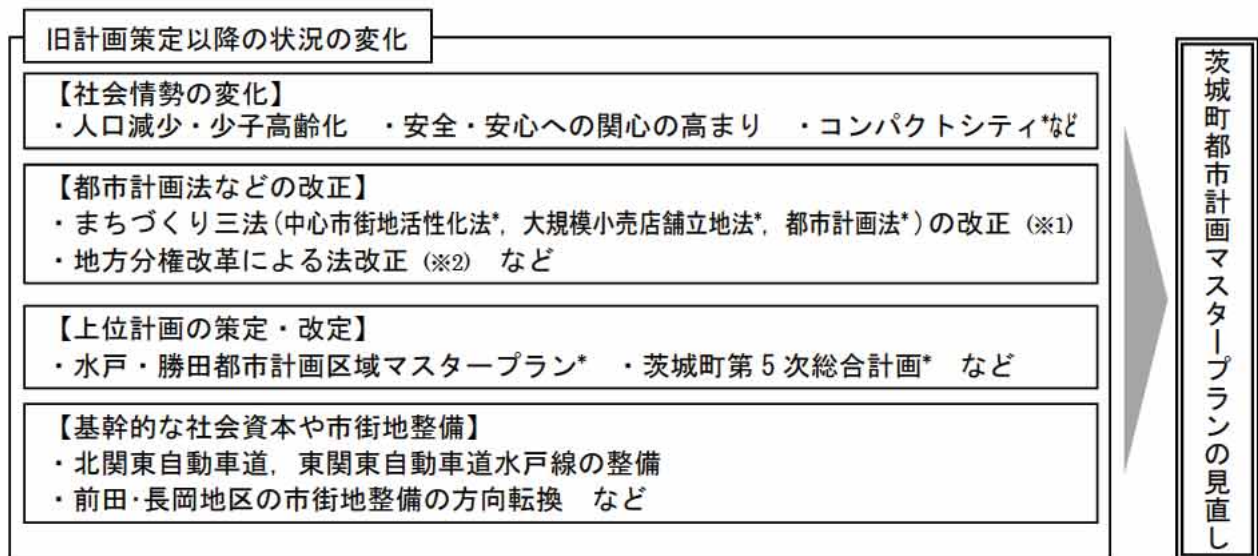 旧計画策定以降の状況の変化
【社会情勢の変化】
・人口減少・少子高齢化　・安全・安心への関心の高まり　・コンパクトシティ*など
【都市計画法などの改正】
・まちづくり三法(中心市街地活性化法*，大規模小売店舗立地法*，都市計画法*)の改正 (※1)
・地方分権改革による法改正 (※2)　など
【上位計画の策定・改定】
・水戸・勝田都市計画区域マスタープラン*　・茨城町第5次総合計画*　など
【基幹的な社会資本や市街地整備】
・北関東自動車道，東関東自動車道水戸線の整備
・前田・長岡地区の市街地整備の方向転換　など
茨城町都市計画マスタープランの見直し